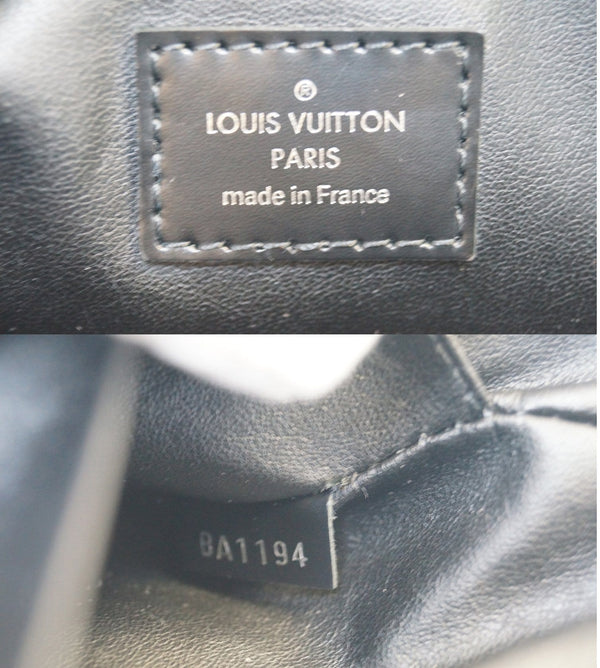 ®
LOUIS VUITTON
PARIS
made in France
BA1194